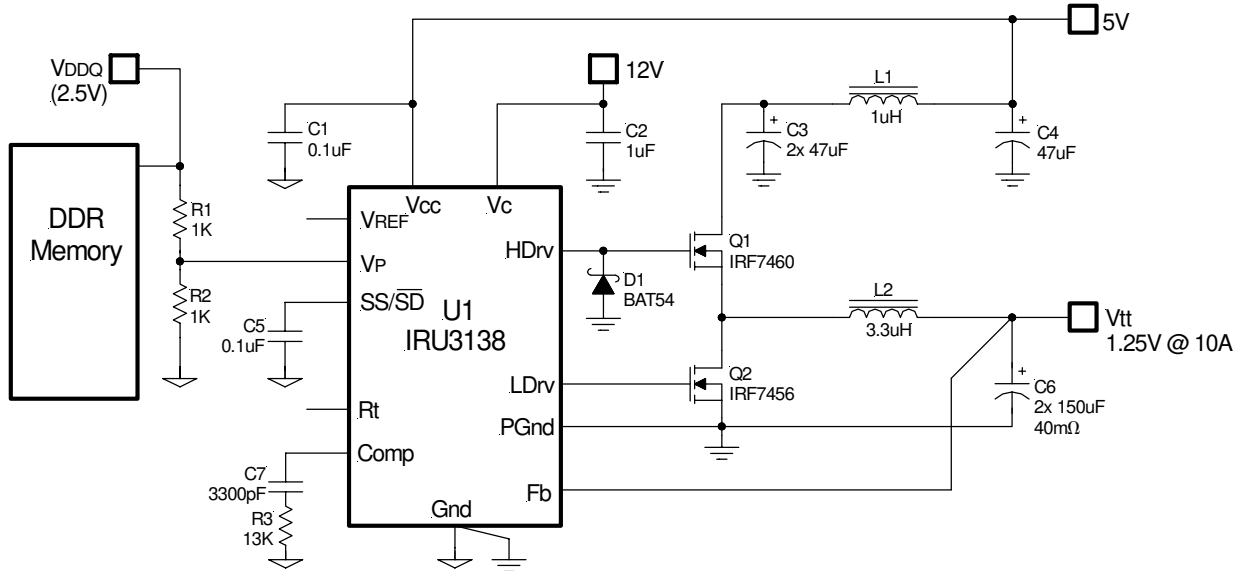 5V
VDDQ
(2.5V)
12V
L1
1uH
C1
0.1uF
C2
1uF
+
C3
2x 47uF
+
C4
47uF
DDR
Memory
R1
1K
R2
1K
Vcc
Vc
VREF
VP
SS/SD
HDrv
U1
IRU3138
LDrv
PGnd
Rt
Comp
Fb
Gnd
Q1
IRF7460
D1
BAT54
L2
3.3uH
Vtt
1.25V @ 10A
C5
0.1uF
Q2
IRF7456
+
C6
2x 150uF
40mΩ
C7
3300pF
R3
13K